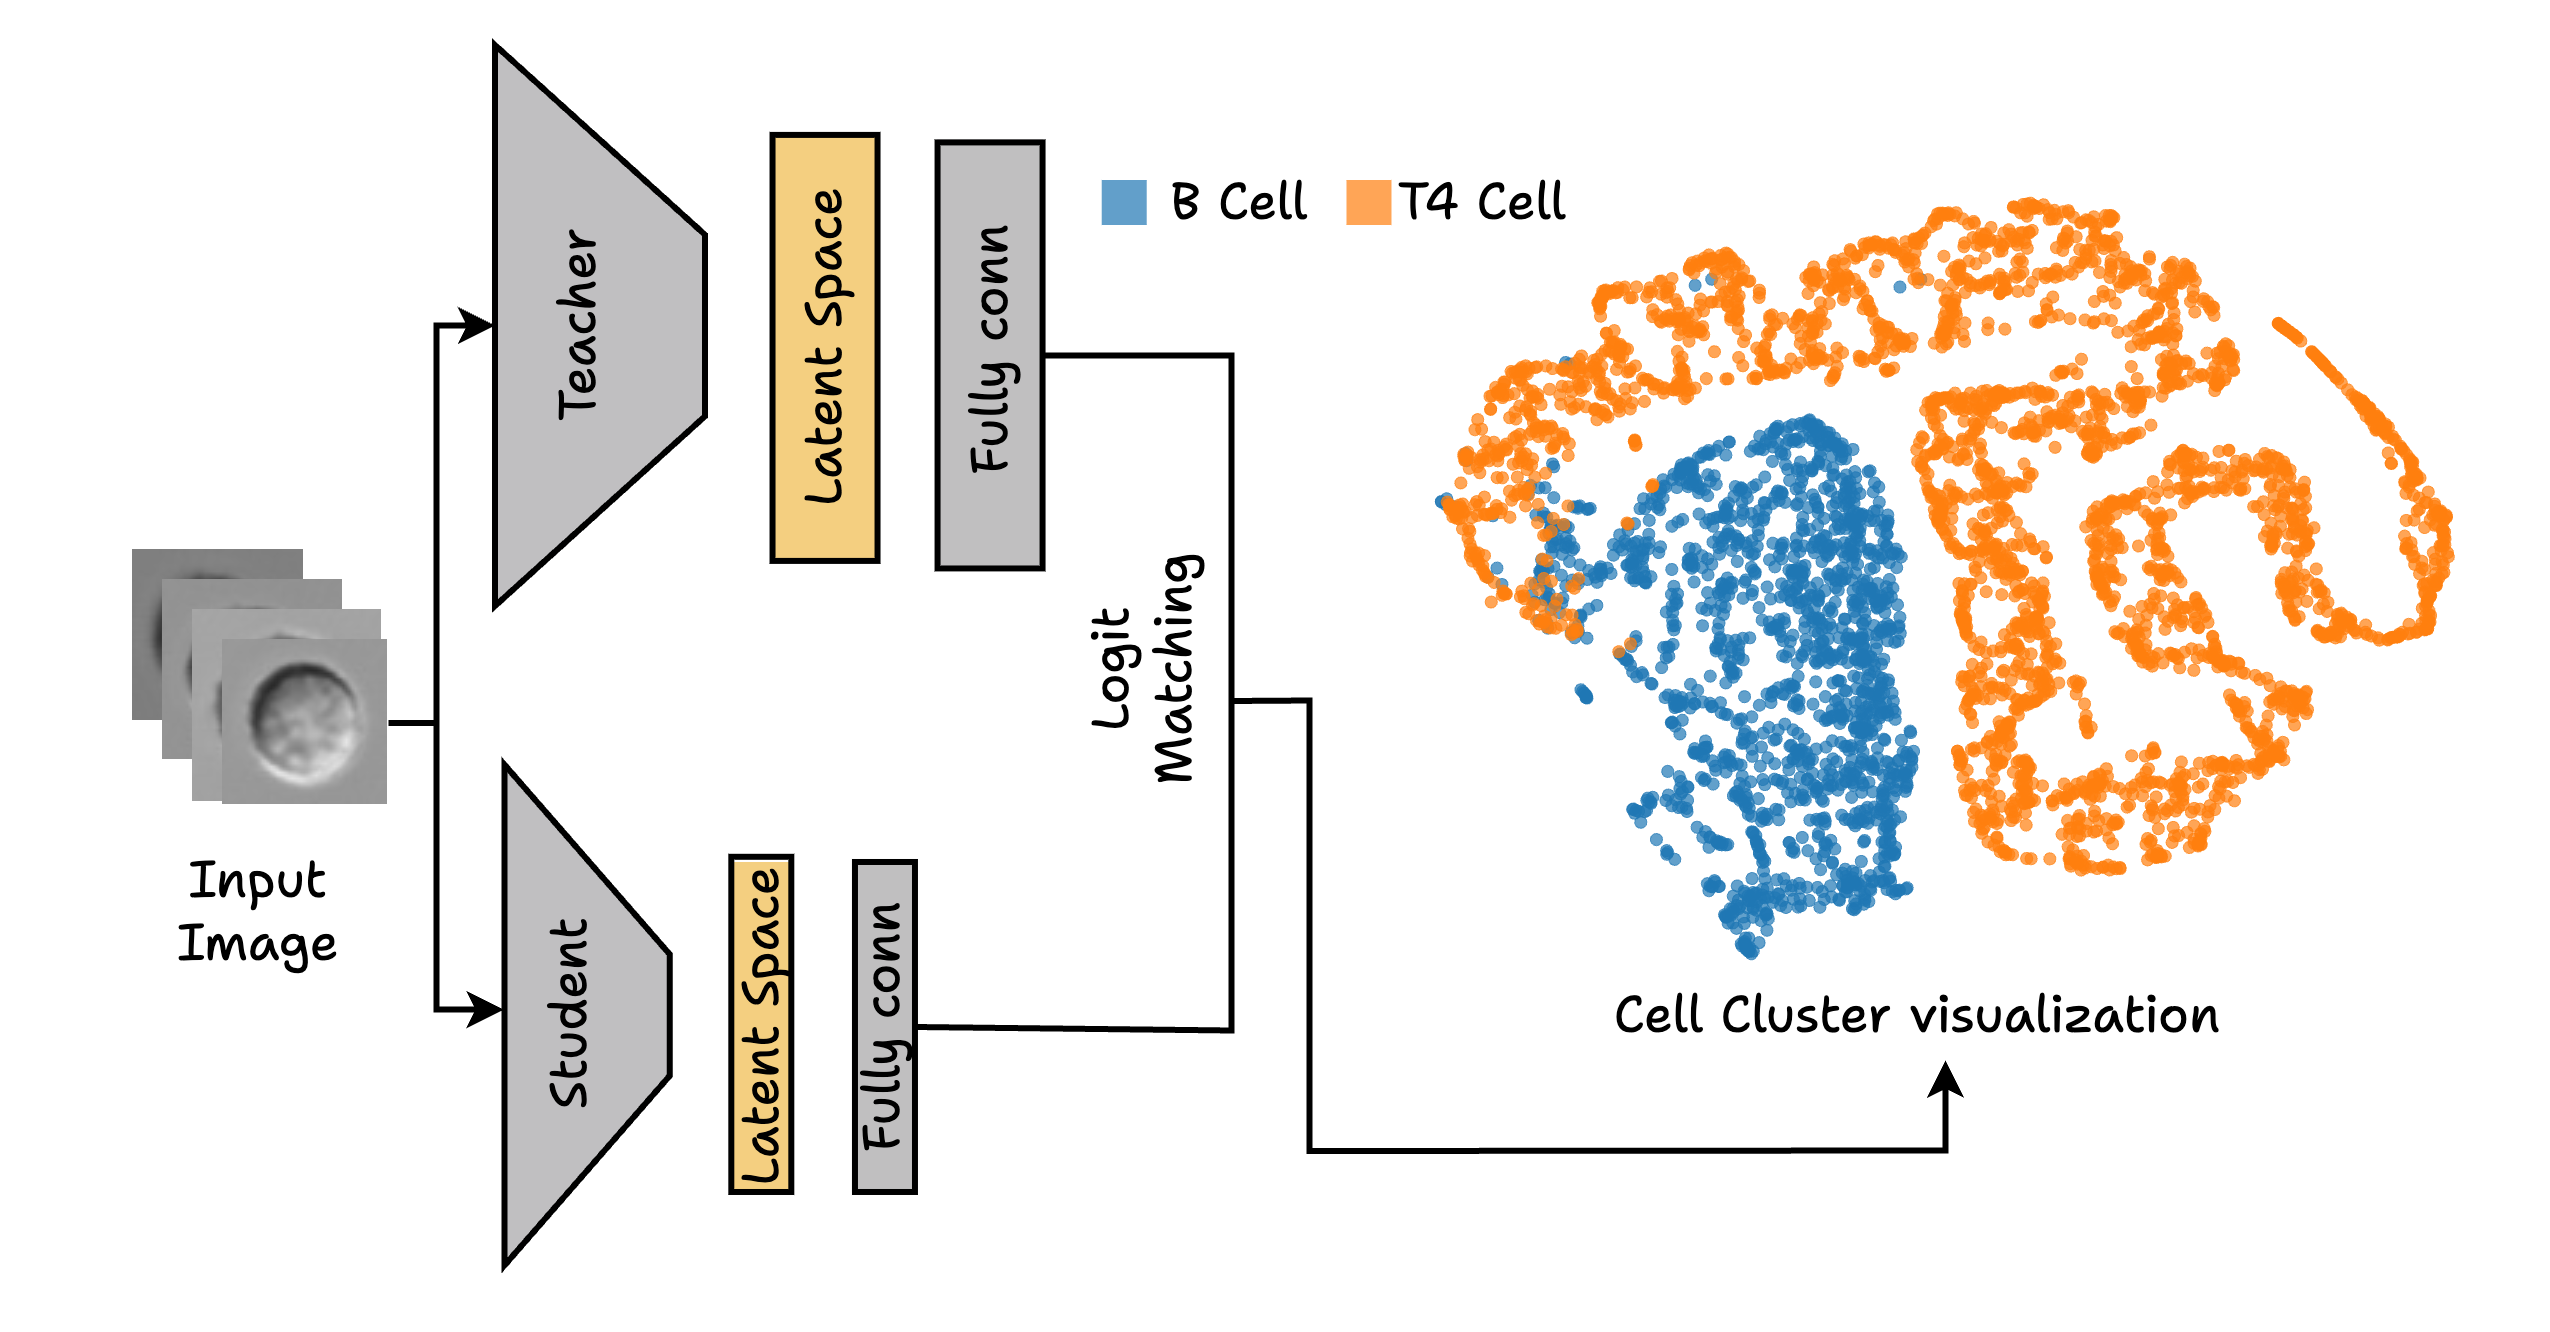 Teacher
Latent Space
Fully conn
B Cell
T4 Cell
Logit
Matching
Input
Image
Student
Latent Space
Fully conn
Cell Cluster visualization